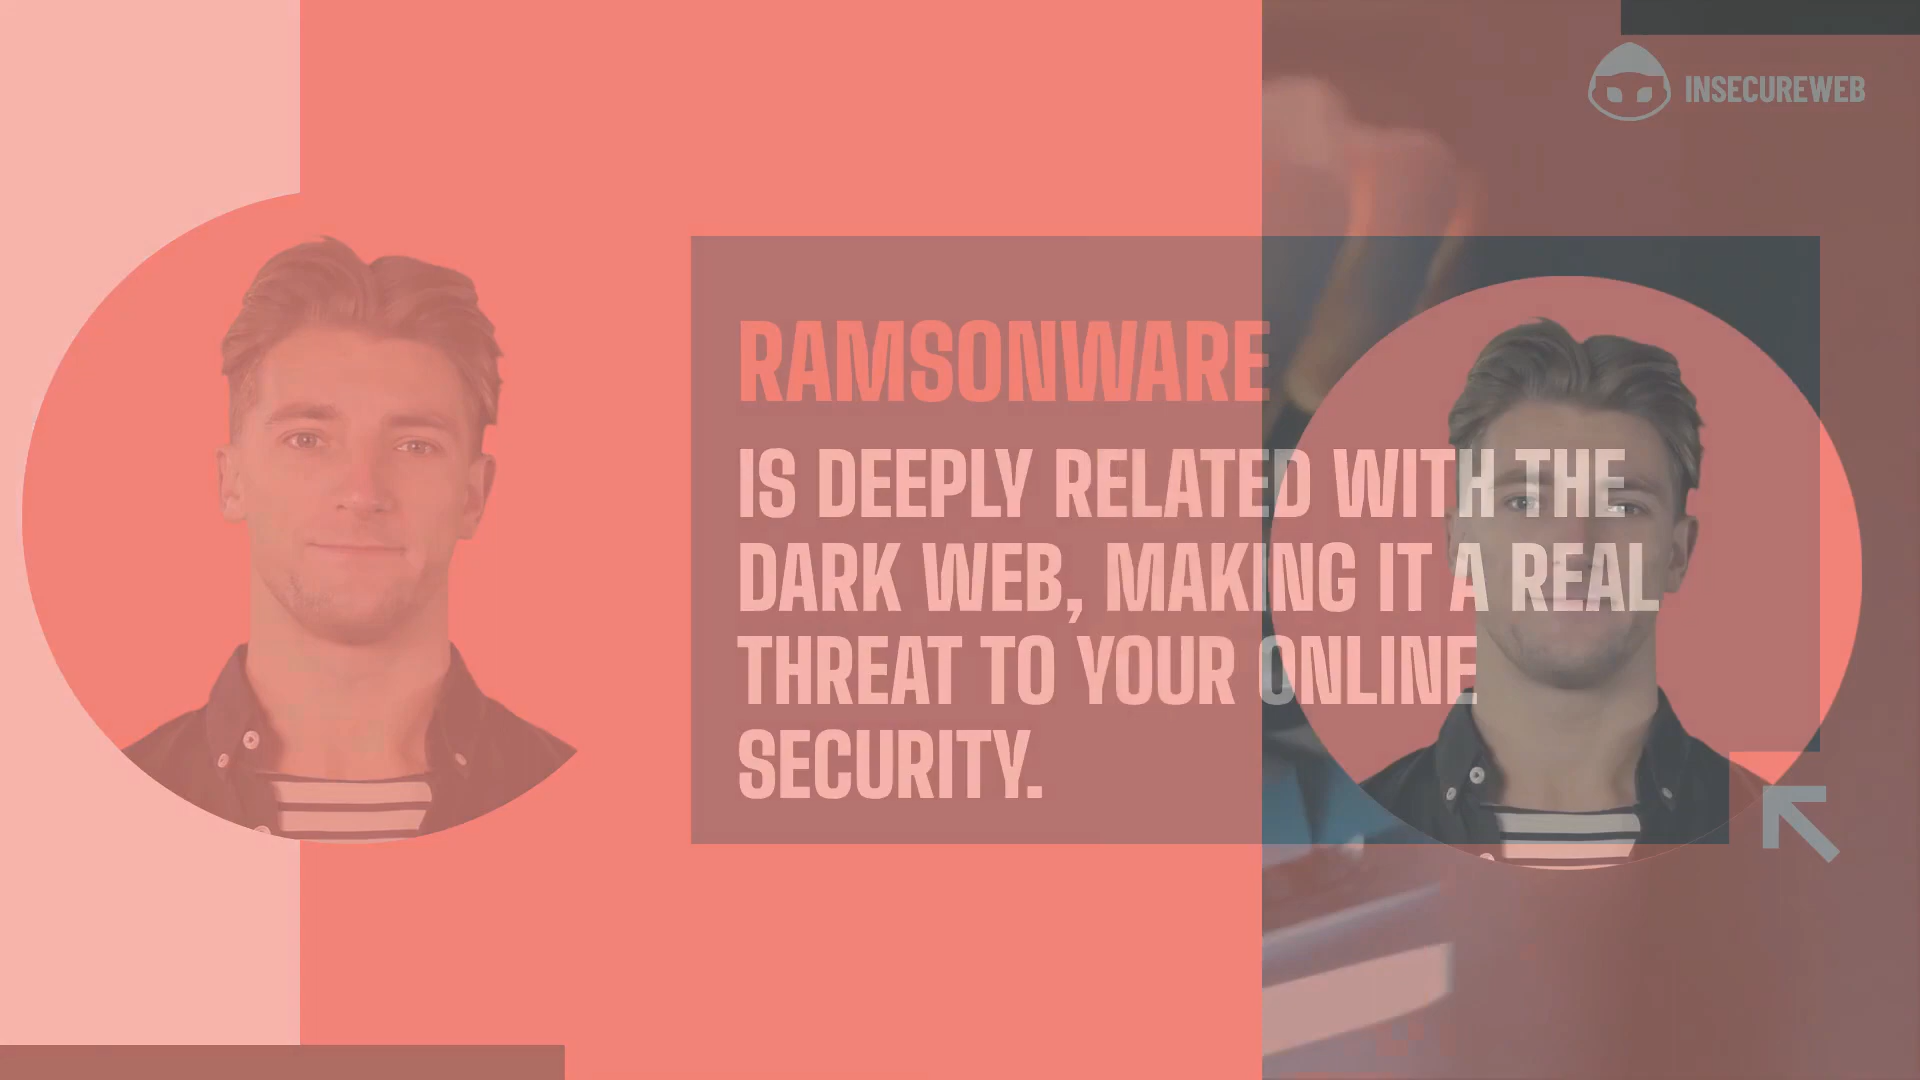 INSECUREWEB
RAMSONWARE
IS DEEPLY RELATED WITH THE
DARK WEB, MAKING IT A REAL
THREAT TO YOUR ONLINE
SECURITY.